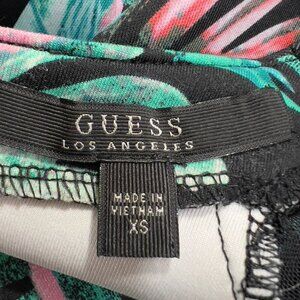 GUESS
LOS ANGELES
MADE IN
VIETNAM
XS